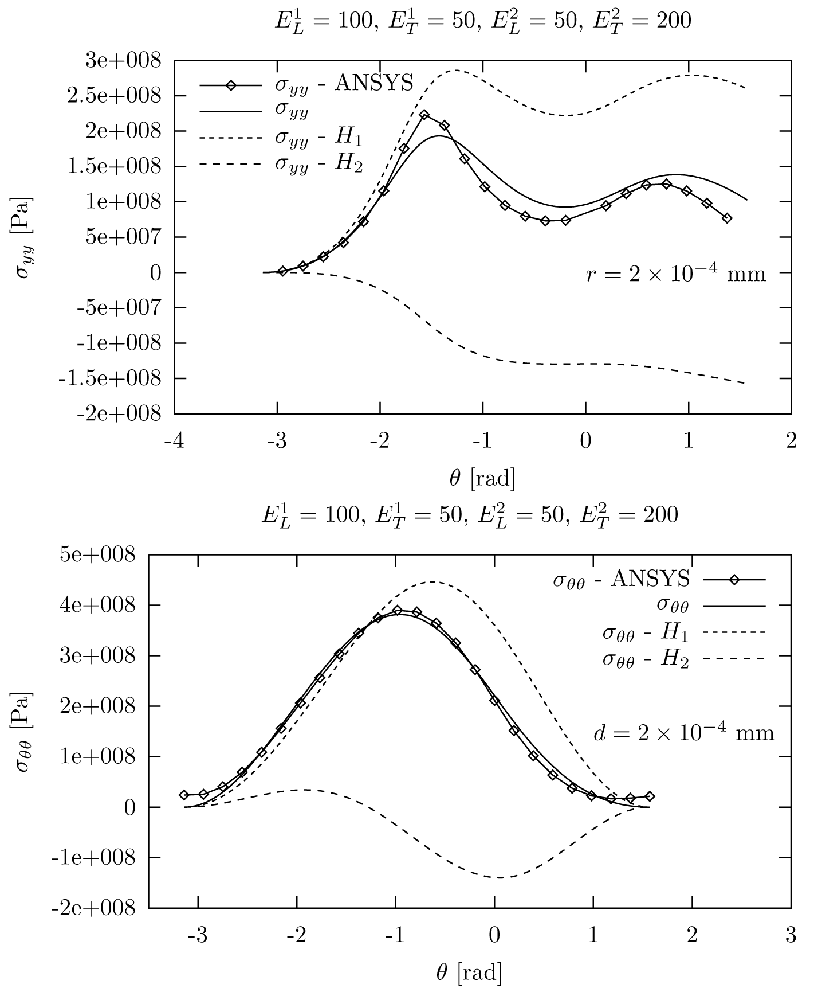 E_L^1 = 100, E_T^1 = 50, E_L^2 = 50, E_T^2 = 200
3e+008
2.5e+008
2e+008
1.5e+008
1e+008
5e+007
0
-5e+007
-1e+008
-1.5e+008
-2e+008
σ_yy [Pa]
σ_yy - ANSYS
σ_yy
σ_yy - H_1
σ_yy - H_2
r = 2 × 10^−4 mm
-4 -3 -2 -1 0 1 2
θ [rad]
E_L^1 = 100, E_T^1 = 50, E_L^2 = 50, E_T^2 = 200
5e+008
4e+008
3e+008
2e+008
1e+008
0
-1e+008
-2e+008
σ_θθ [Pa]
σ_θθ - ANSYS
σ_θθ
σ_θθ - H_1
σ_θθ - H_2
d = 2 × 10^−4 mm
-3 -2 -1 0 1 2 3
θ [rad]